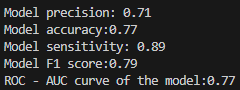 Model precision: 0.71
Model accuracy:0.77
Model sensitivity: 0.89
Model F1 score:0.79
ROC - AUC curve of the model:0.77